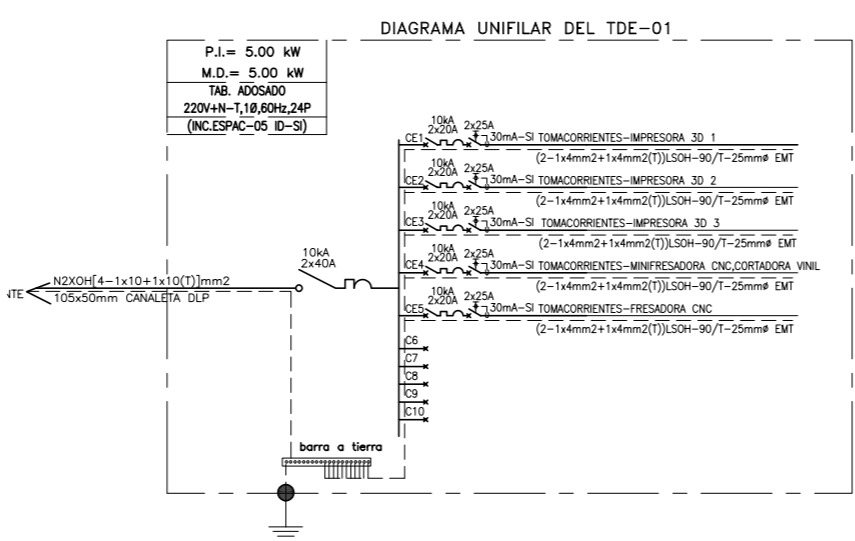 DIAGRAMA UNIFILAR DEL TDE-01
P.I.= 5.00 kW
M.D.= 5.00 kW
TAB. ADOSADO
220V+N-T,1Ø,60Hz,24P
(INC.ESPAC-05 ID-SI)
10kA
2x20A 2x25A
CE1 30mA-SI TOMACORRIENTES-IMPRESORA 3D 1
(2-1x4mm2+1x4mm2(T))LSOH-90/T-25mmø EMT
10kA
2x20A 2x25A
CE2 30mA-SI TOMACORRIENTES-IMPRESORA 3D 2
(2-1x4mm2+1x4mm2(T))LSOH-90/T-25mmø EMT
10kA
2x20A 2x25A
CE3 30mA-SI TOMACORRIENTES-IMPRESORA 3D 3
(2-1x4mm2+1x4mm2(T))LSOH-90/T-25mmø EMT
10kA
2x20A 2x25A
CE4 30mA-SI TOMACORRIENTES-MINIFRESADORA CNC,CORTADORA VINIL
(2-1x4mm2+1x4mm2(T))LSOH-90/T-25mmø EMT
10kA
2x20A 2x25A
CE5 30mA-SI TOMACORRIENTES-FRESADORA CNC
(2-1x4mm2+1x4mm2(T))LSOH-90/T-25mmø EMT
10kA
2x40A
N2XOH[4-1x10+1x10(T)]mm2
NTE
105x50mm CANALETA DLP
C6
C7
C8
C9
C10
barra a tierra